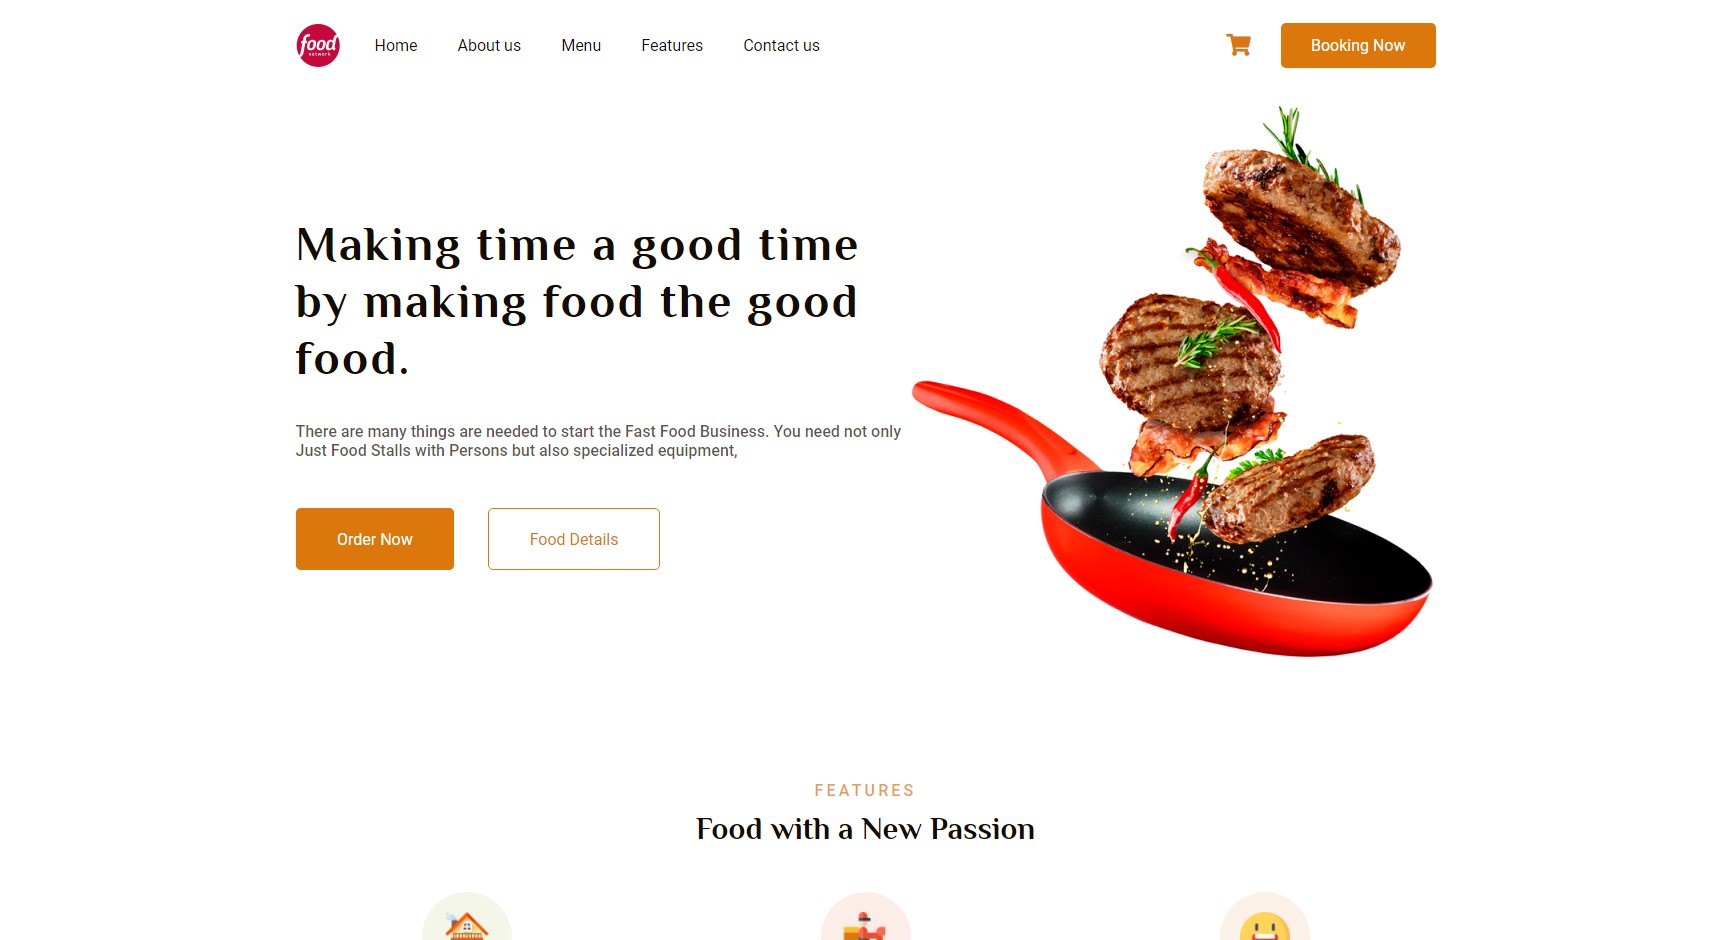 food
network
Home
About us
Menu
Features
Contact us
Booking Now
Making time a good time
by making food the good
food.
There are many things are needed to start the Fast Food Business. You need not only
Just Food Stalls with Persons but also specialized equipment,
Order Now
Food Details
FEATURES
Food with a New Passion